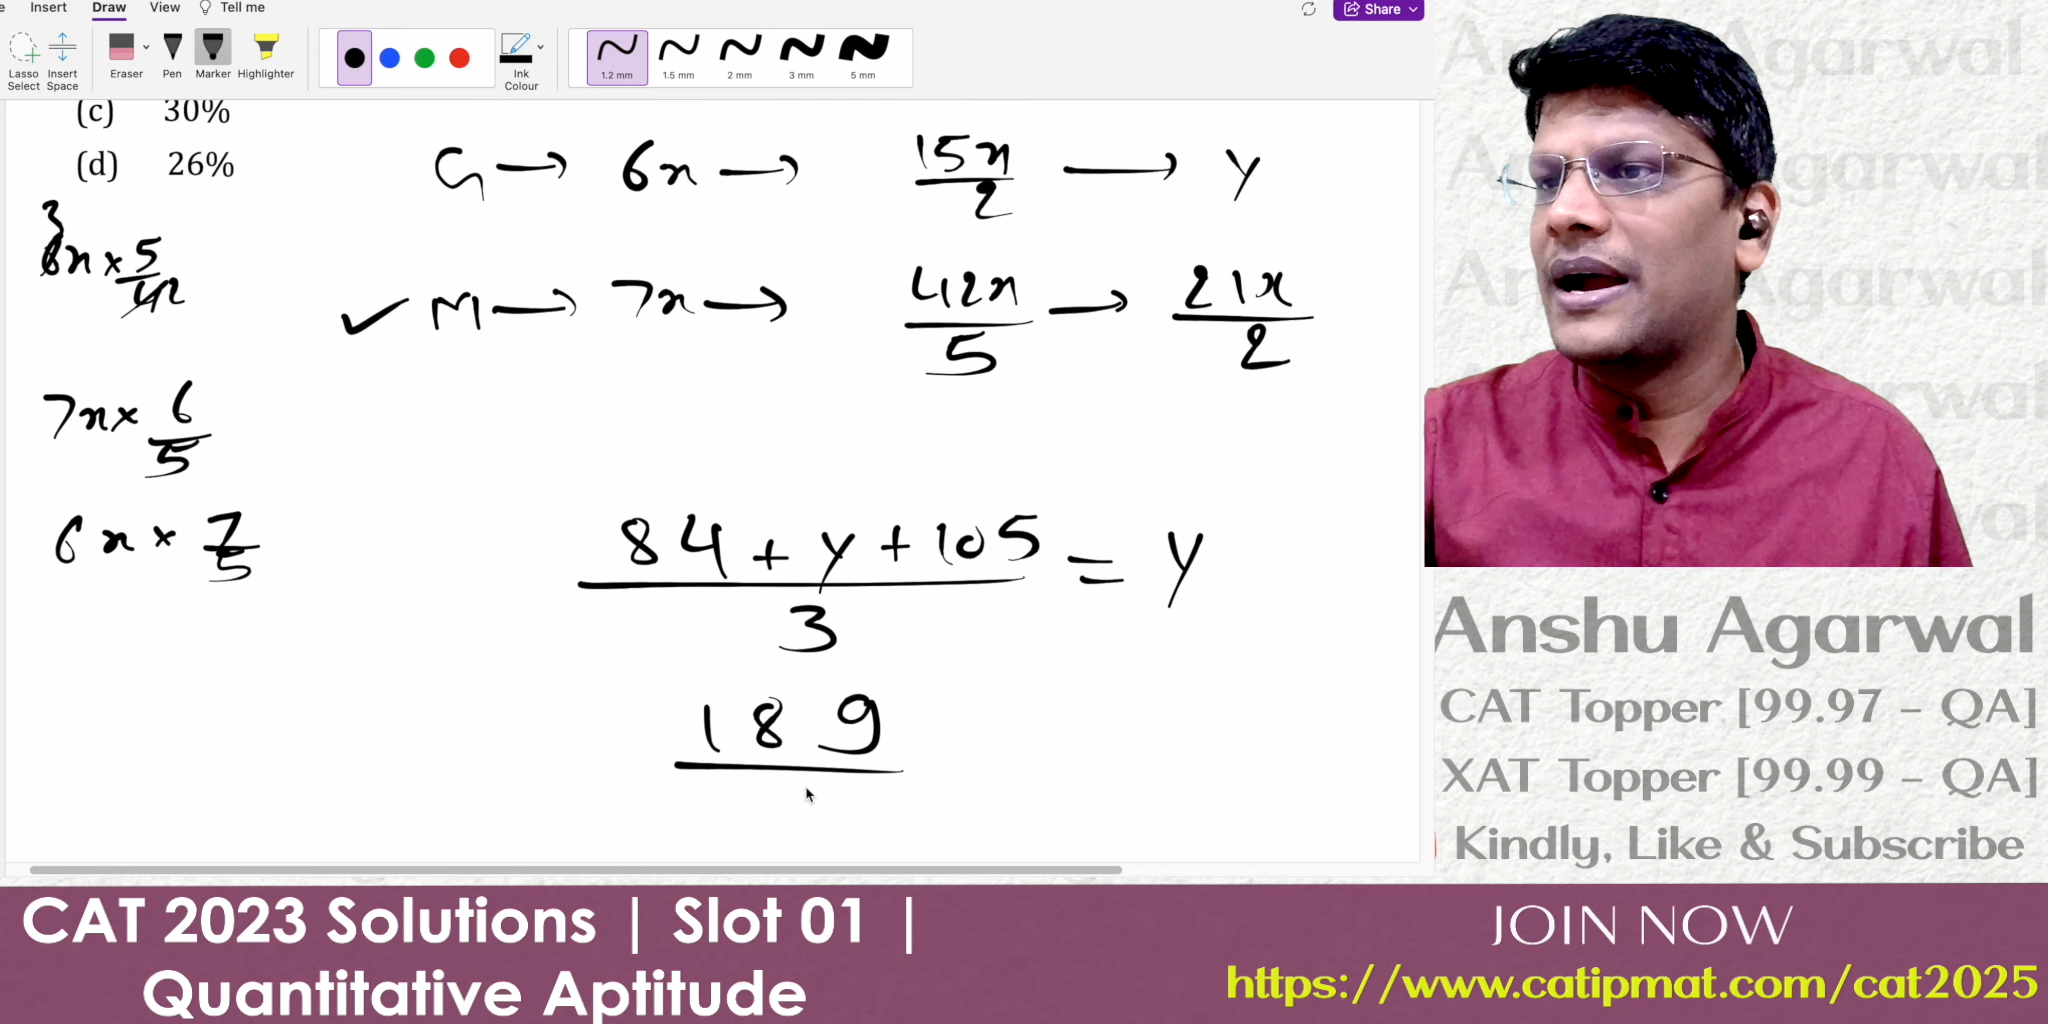 Insert Draw View Tell me
Share
Lasso Select
Insert Space
Eraser
Pen
Marker
Highlighter
Ink Colour
1.2 mm
1.5 mm
2 mm
3 mm
5 mm
(c) 30%
(d) 26%
G → 6x → 15x/2 → y
✓ M → 7x → 42x/5 → 21x/2
3
6x × 5/42
7x × 6/5
6x × 7/5
84 + y + 105 / 3 = y
189
Anshu Agarwal
CAT Topper [99.97 - QA]
XAT Topper [99.99 - QA]
Kindly, Like & Subscribe
CAT 2023 Solutions | Slot 01 |
Quantitative Aptitude
JOIN NOW
https://www.catipmat.com/cat2025